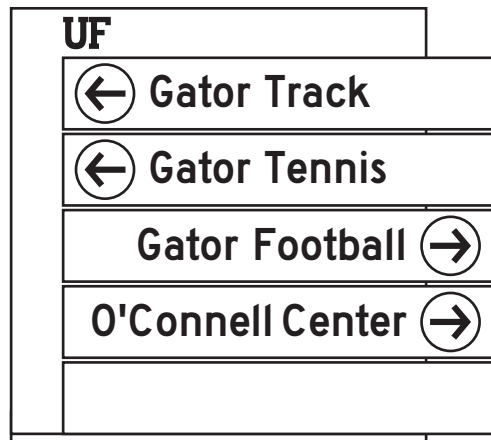 UF
Gator Track
Gator Tennis
Gator Football
O'Connell Center